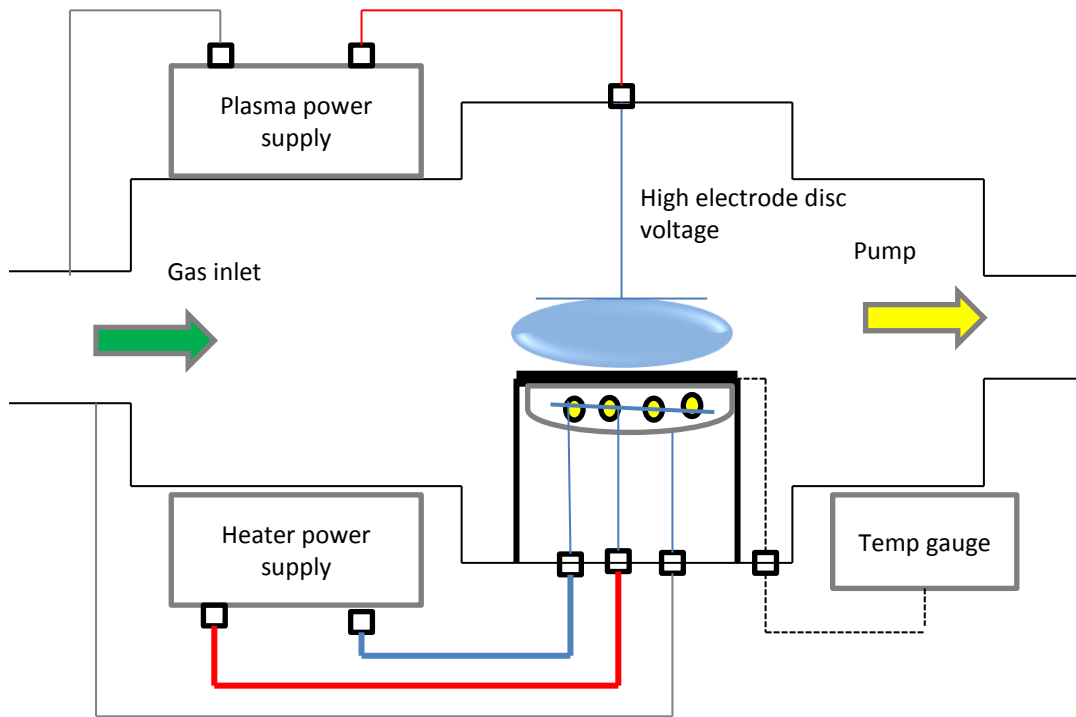 Plasma power
supply
High electrode disc
voltage
Gas inlet
Pump
Heater power
supply
Temp gauge